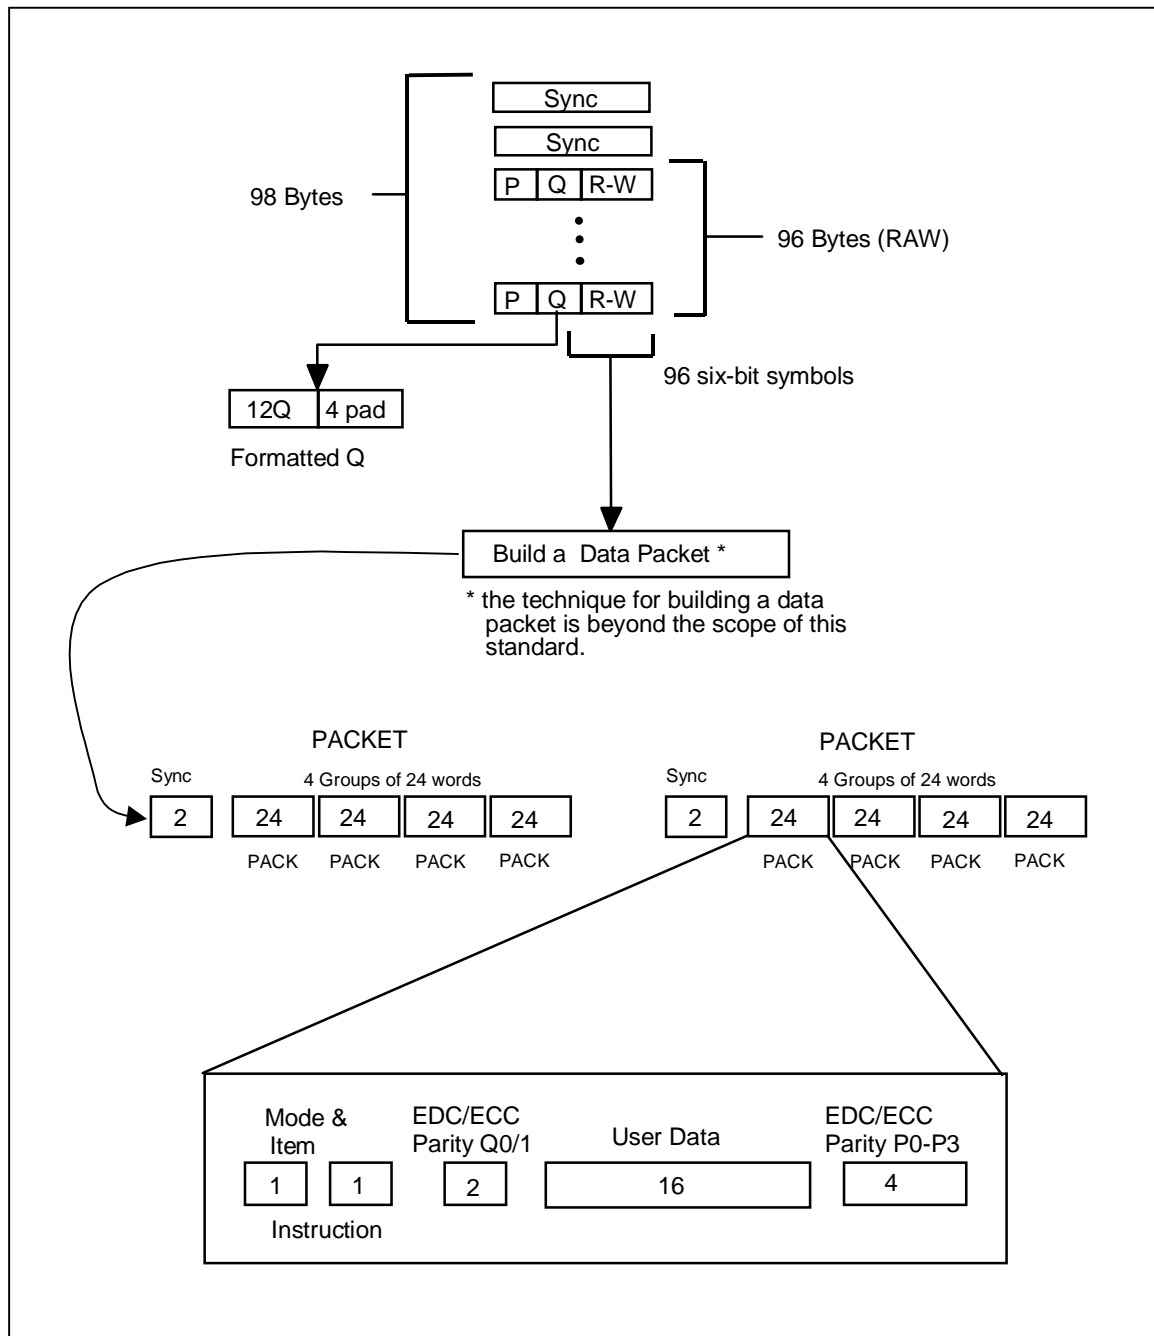 Sync
Sync
P Q R-W
98 Bytes
96 Bytes (RAW)
P Q R-W
96 six-bit symbols
12Q 4 pad
Formatted Q
Build a Data Packet *
* the technique for building a data
packet is beyond the scope of this
standard.
PACKET
Sync 4 Groups of 24 words
2 24 24 24 24
PACK PACK PACK PACK
PACKET
Sync 4 Groups of 24 words
2 24 24 24 24
PACK PACK PACK PACK
Mode &
Item
1 1
Instruction
EDC/ECC
Parity Q0/1
2
User Data
16
EDC/ECC
Parity P0-P3
4